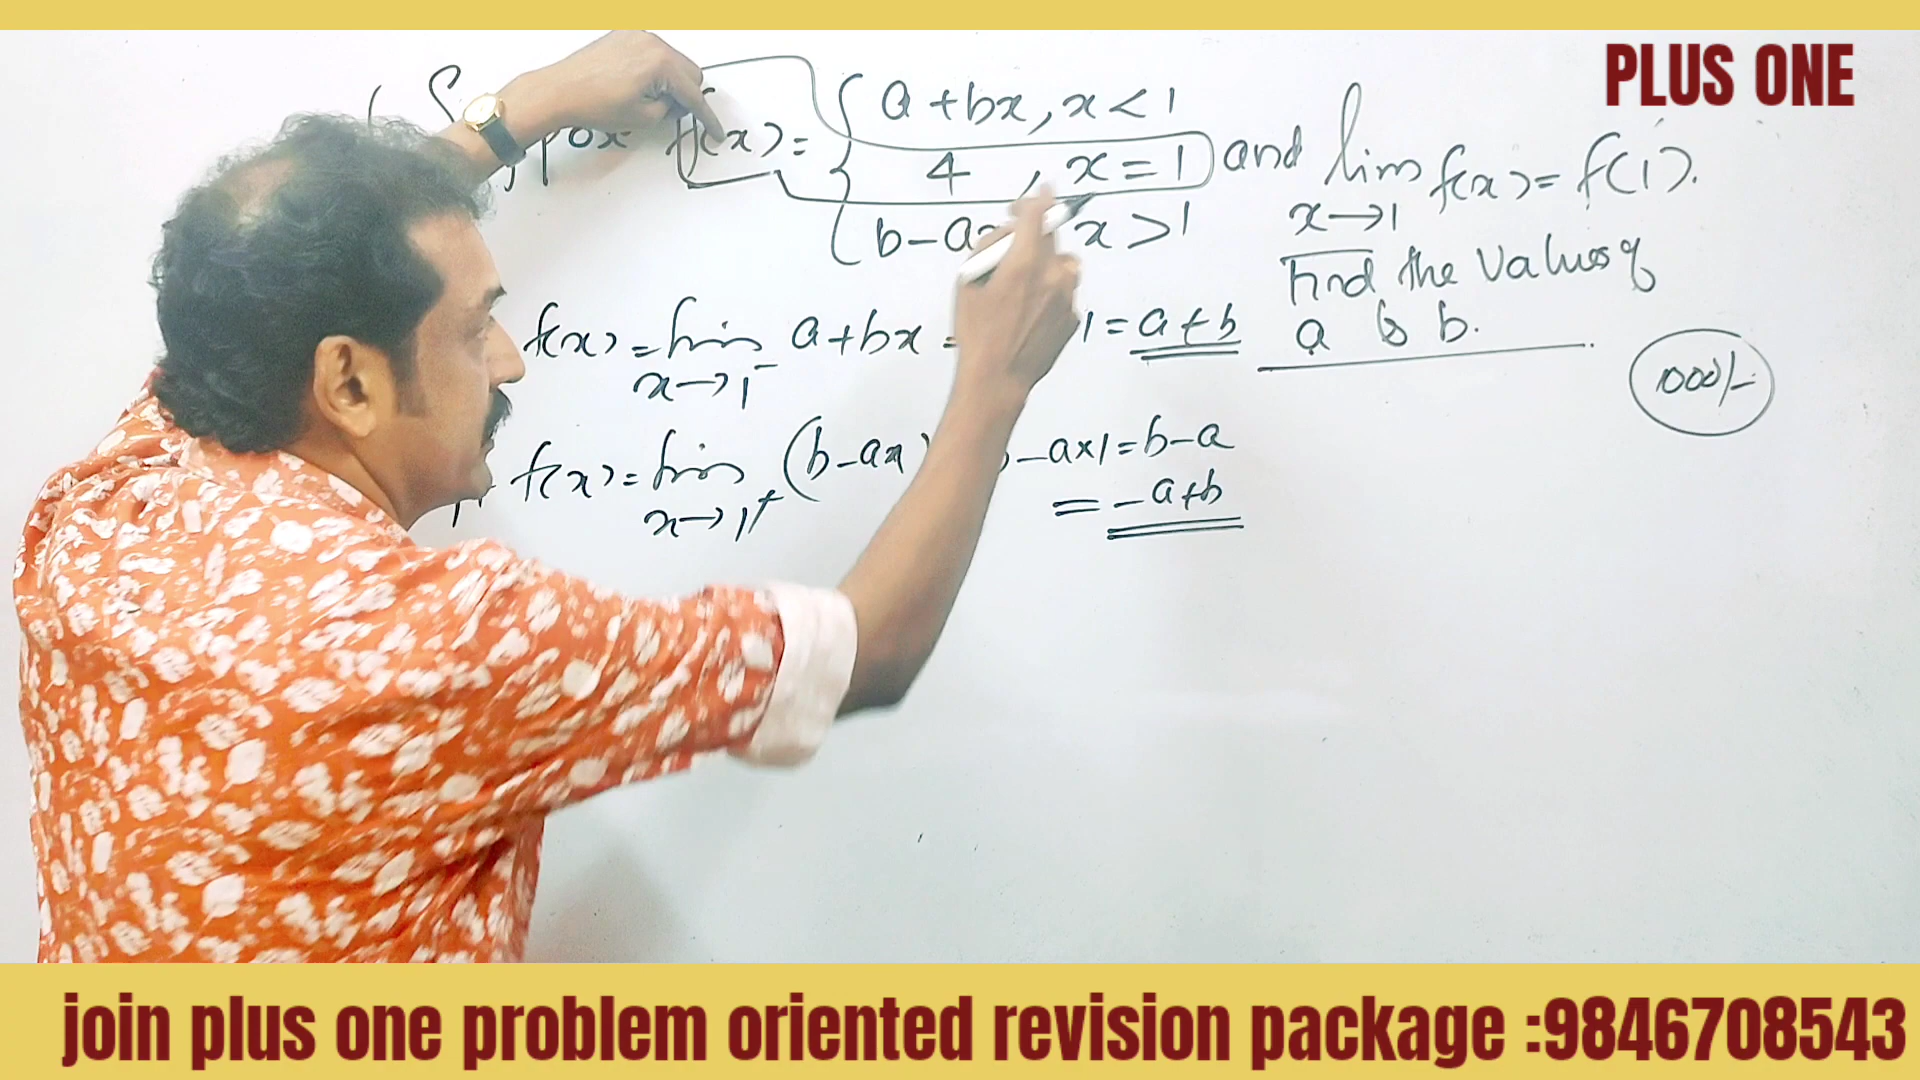 PLUS ONE
f(x) = { a + bx, x < 1
4 , x = 1
b - a x > 1
and lim f(x) = f(1).
x→1
Find the values of
a & b.
1000/-
f(x) = lim a + bx = 1 = a + b
x→1⁻
f(x) = lim (b - ax) - a×1 = b - a
x→1⁺
= -a + b
join plus one problem oriented revision package :9846708543